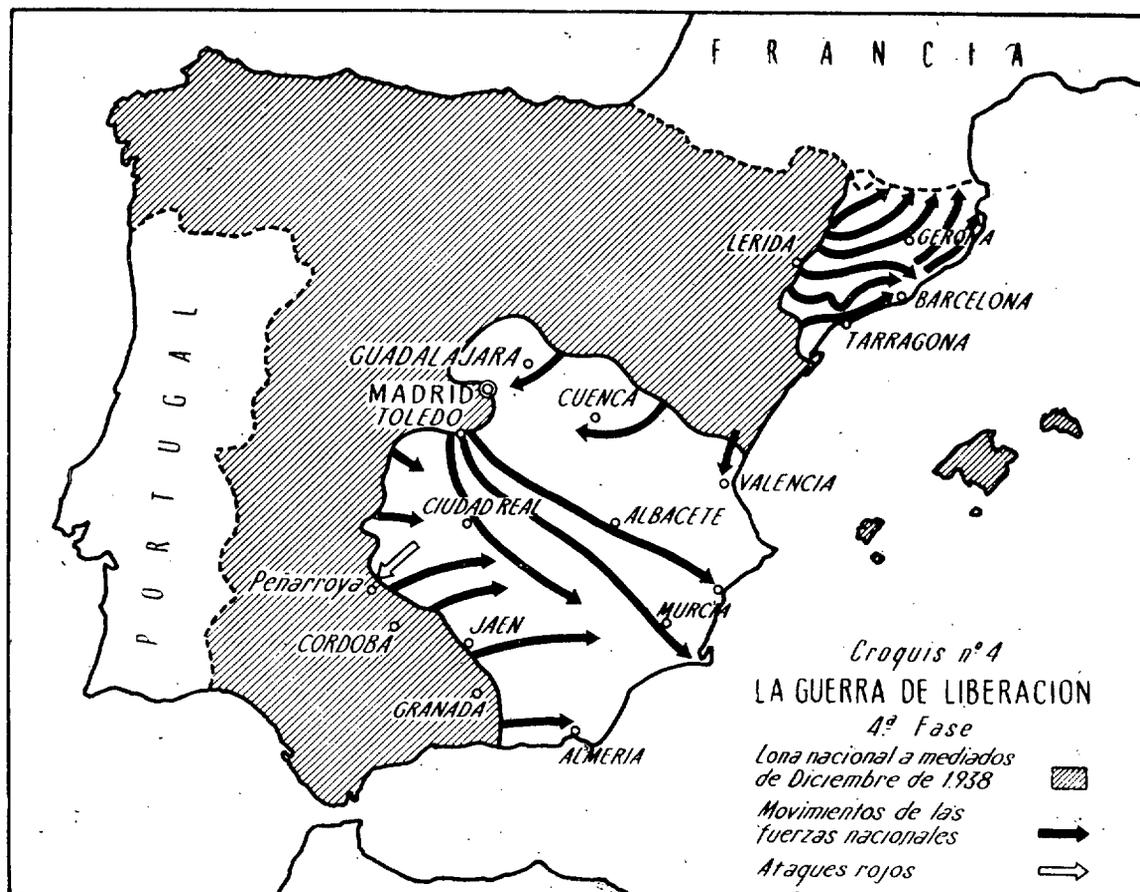 FRANCIA
LERIDA
GERONA
BARCELONA
TARRAGONA
GUADALAJARA
MADRID
TOLEDO
CUENCA
VALENCIA
PORTUGAL
CIUDAD REAL
ALBACETE
Peñarroya
MURCIA
CORDOBA
JAEN
GRANADA
ALMERIA
Croquis nº 4
LA GUERRA DE LIBERACION
4ª Fase
Lona nacional a mediados
de Diciembre de 1.938
Movimientos de las
fuerzas nacionales
Ataques rojos